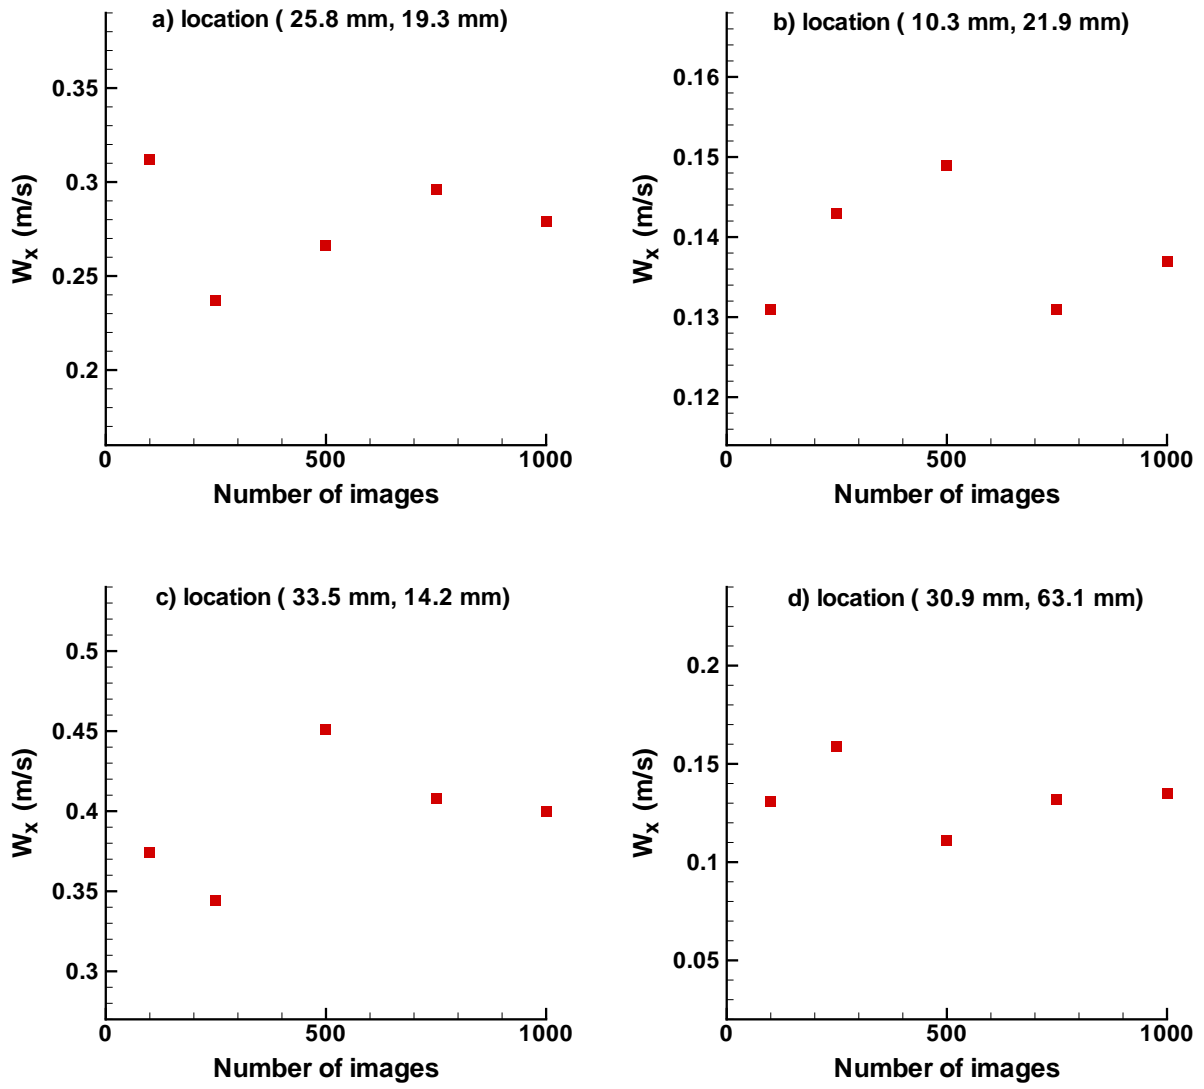 a) location ( 25.8 mm, 19.3 mm)
0.35
0.3
0.25
0.2
W_x (m/s)
0 500 1000
Number of images
b) location ( 10.3 mm, 21.9 mm)
0.16
0.15
0.14
0.13
0.12
W_x (m/s)
0 500 1000
Number of images
c) location ( 33.5 mm, 14.2 mm)
0.5
0.45
0.4
0.35
0.3
W_x (m/s)
0 500 1000
Number of images
d) location ( 30.9 mm, 63.1 mm)
0.2
0.15
0.1
0.05
W_x (m/s)
0 500 1000
Number of images